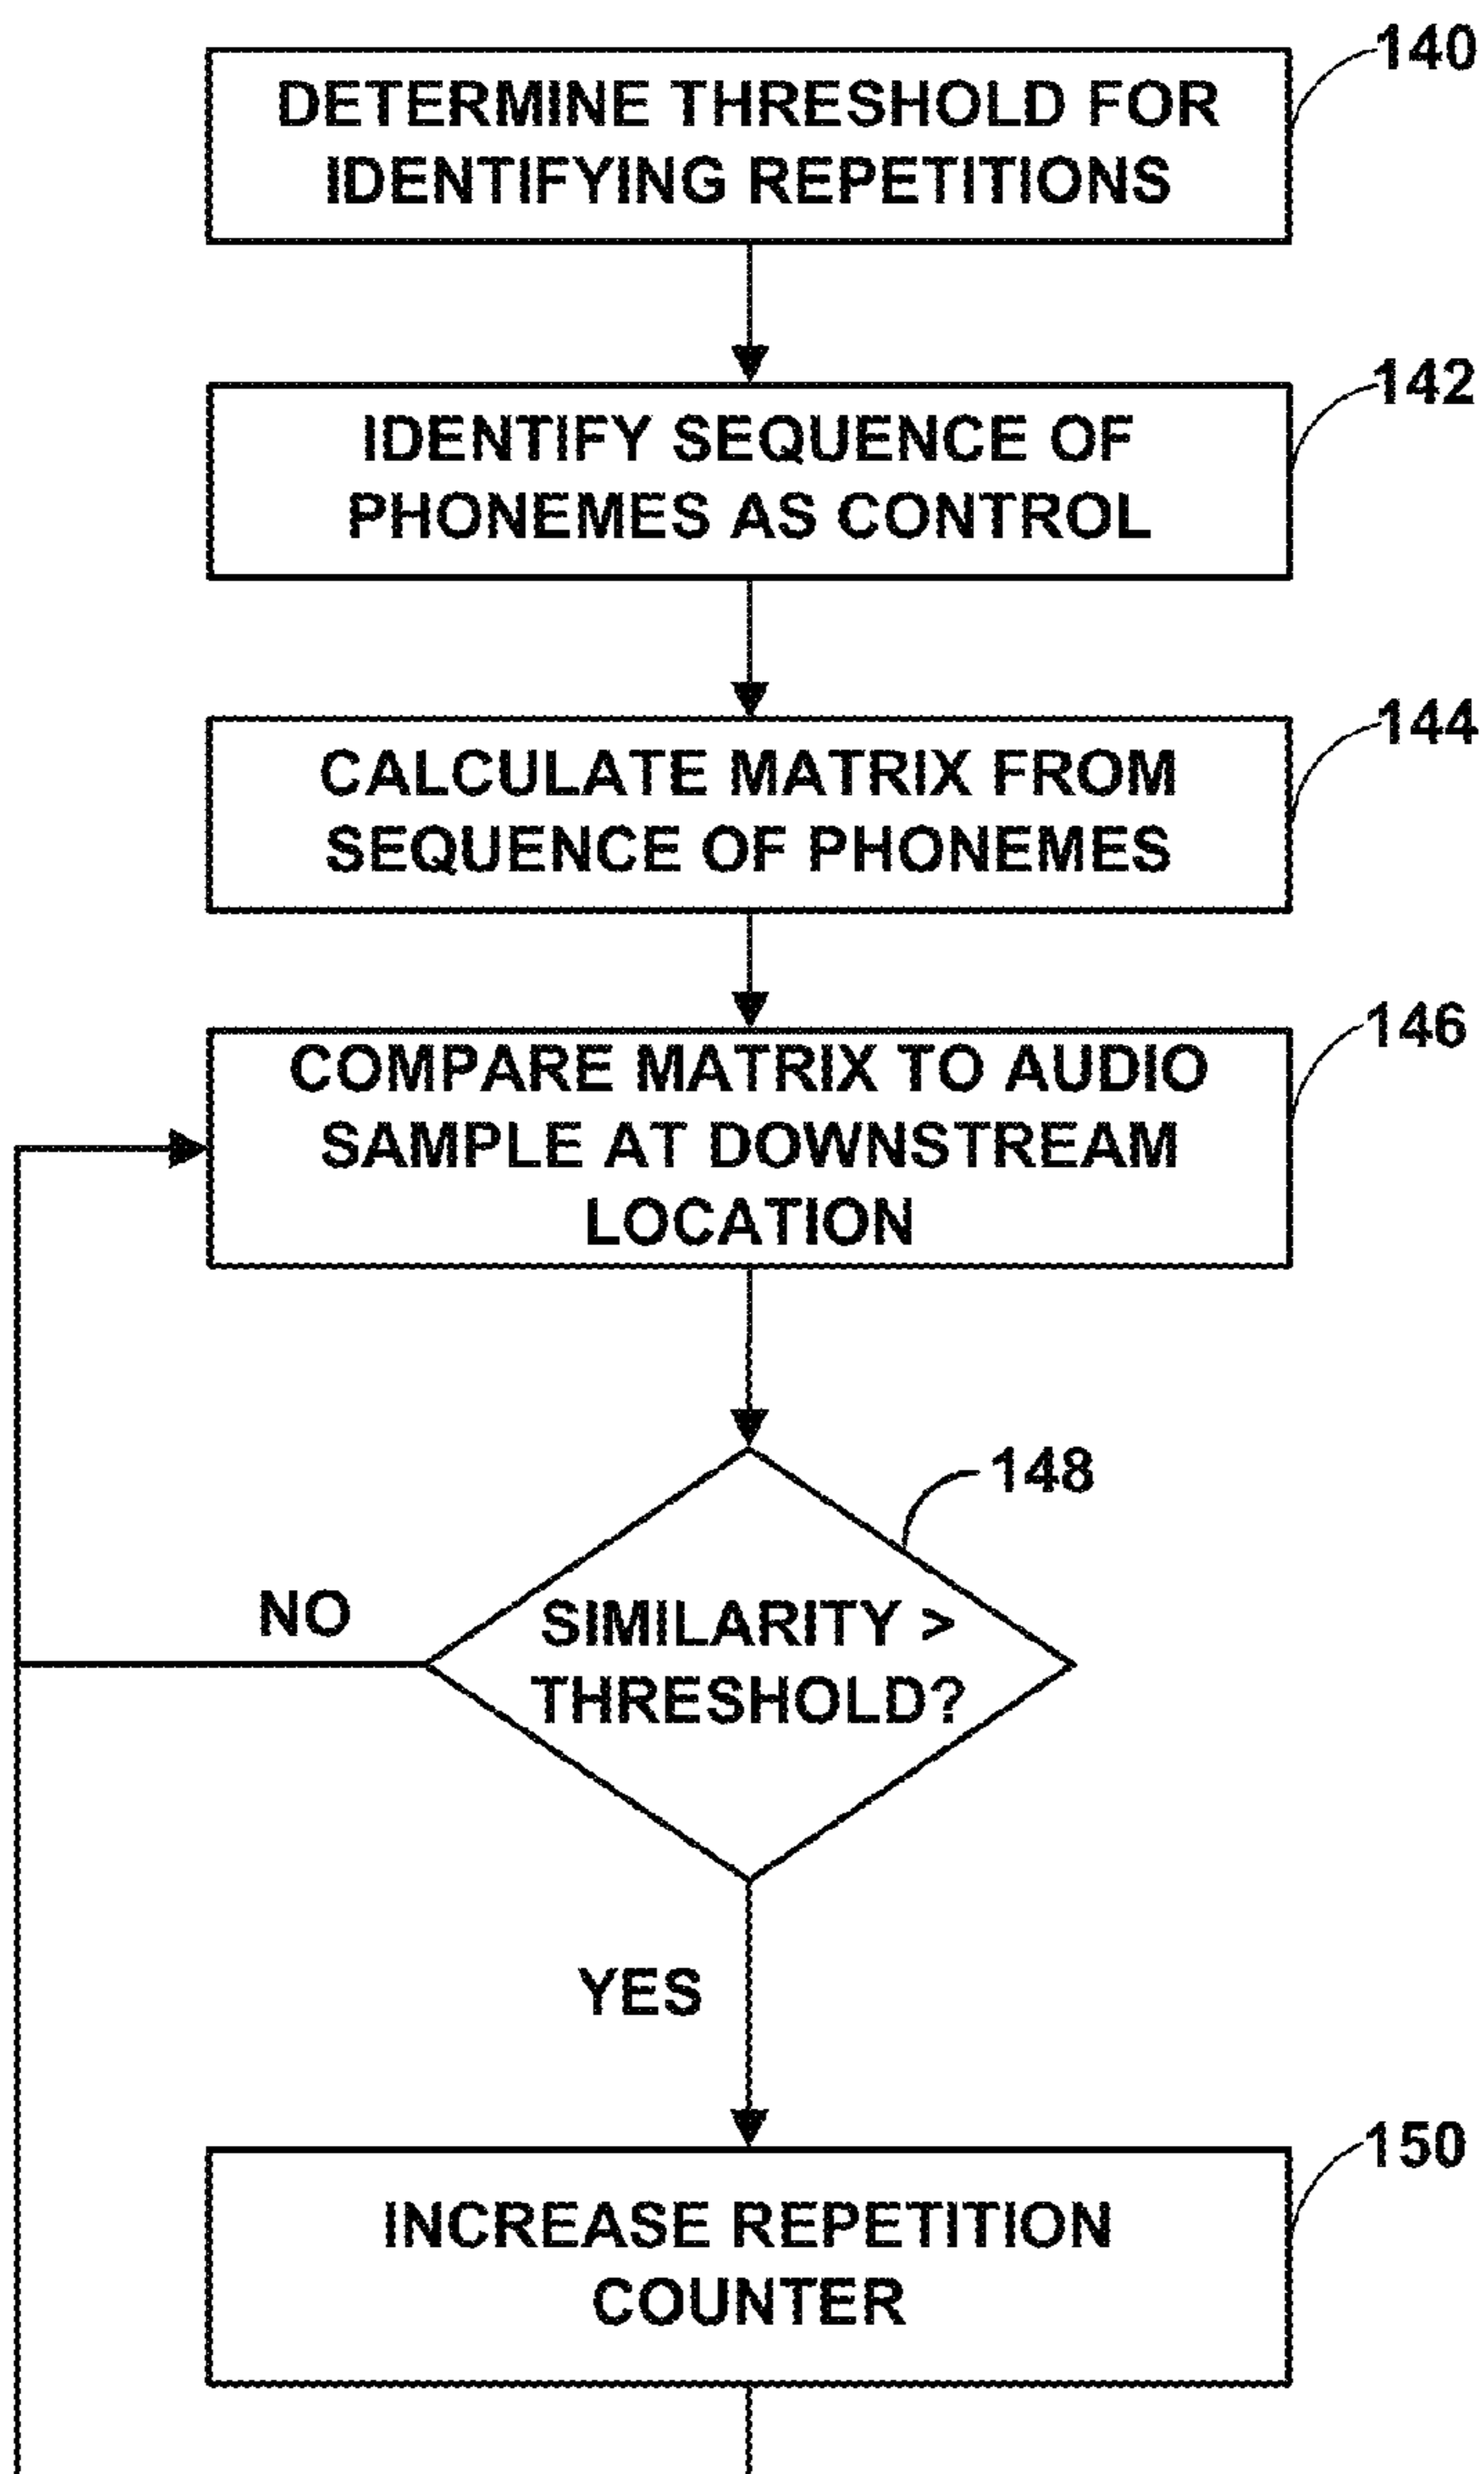 140
DETERMINE THRESHOLD FOR
IDENTIFYING REPETITIONS
142
IDENTIFY SEQUENCE OF
PHONEMES AS CONTROL
144
CALCULATE MATRIX FROM
SEQUENCE OF PHONEMES
146
COMPARE MATRIX TO AUDIO
SAMPLE AT DOWNSTREAM
LOCATION
148
NO
SIMILARITY >
THRESHOLD?
YES
150
INCREASE REPETITION
COUNTER